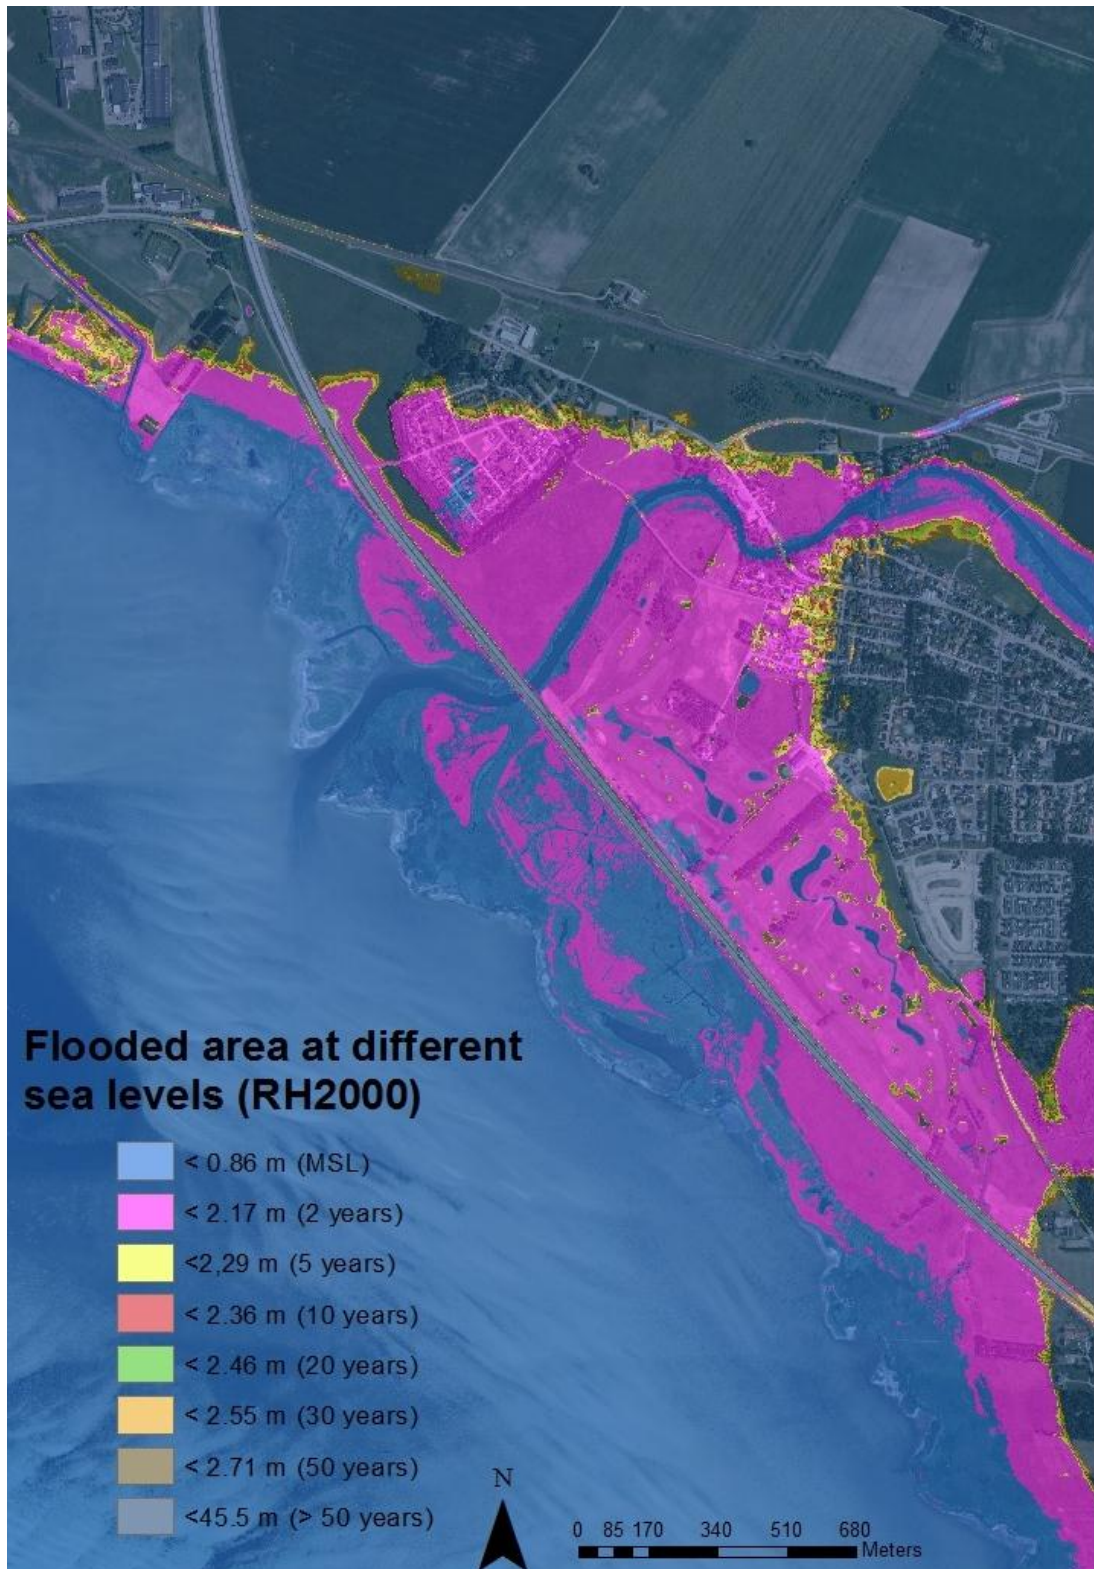 Flooded area at different
sea levels (RH2000)
< 0.86 m (MSL)
< 2.17 m (2 years)
<2,29 m (5 years)
< 2.36 m (10 years)
< 2.46 m (20 years)
< 2.55 m (30 years)
< 2.71 m (50 years)
<45.5 m (> 50 years)
N
0 85 170 340 510 680
Meters